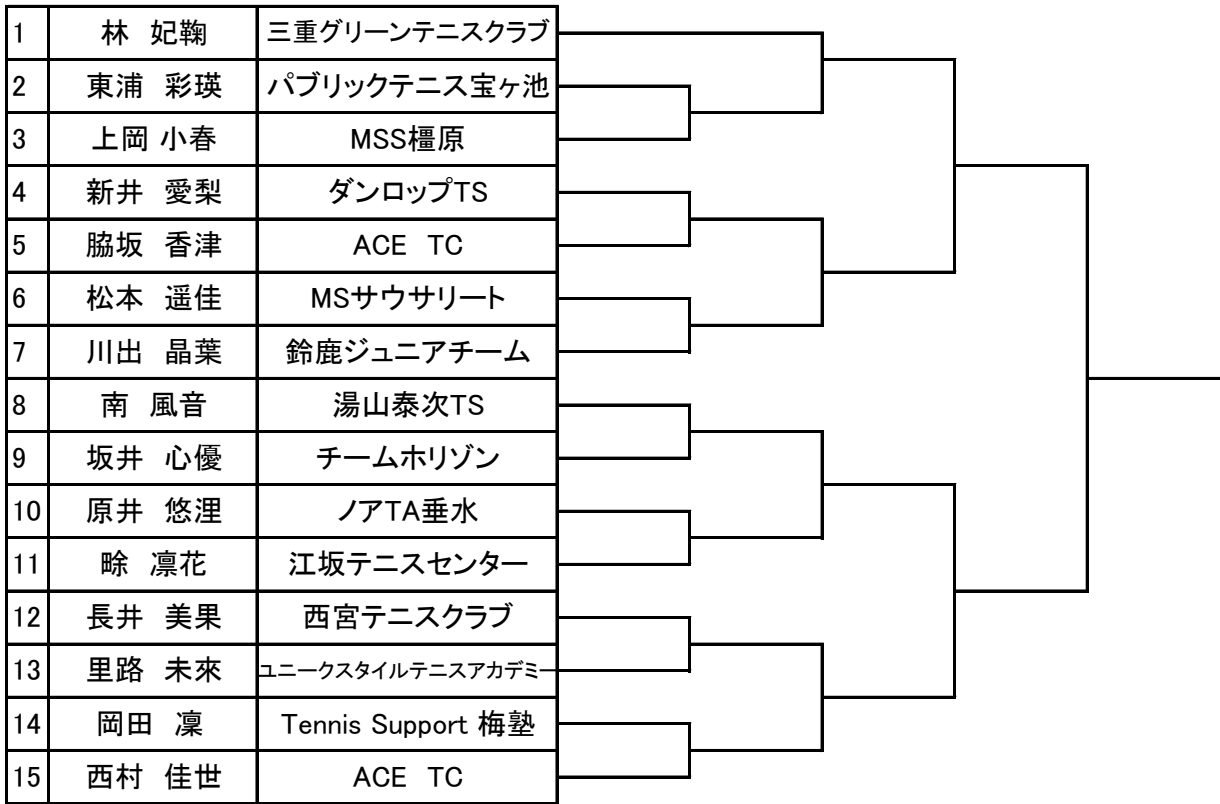 1 林 妃鞠 三重グリーンテニスクラブ
2 東浦 彩瑛 パブリックテニス宝ヶ池
3 上岡 小春 MSS橿原
4 新井 愛梨 ダンロップTS
5 脇坂 香津 ACE TC
6 松本 遥佳 MSサウサリート
7 川出 晶葉 鈴鹿ジュニアチーム
8 南 風音 湯山泰次TS
9 坂井 心優 チームホリゾン
10 原井 悠浬 ノアTA垂水
11 畭 凛花 江坂テニスセンター
12 長井 美果 西宮テニスクラブ
13 里路 未來 ユニークスタイルテニスアカデミー
14 岡田 凜 Tennis Support 梅塾
15 西村 佳世 ACE TC